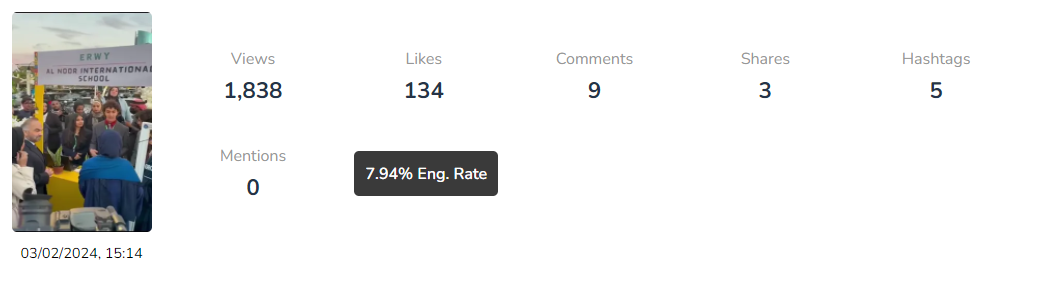 ERWY
AL NOOR INTERNATIONAL
SCHOOL
03/02/2024, 15:14
Views
1,838
Likes
134
Comments
9
Shares
3
Hashtags
5
Mentions
0
7.94% Eng. Rate